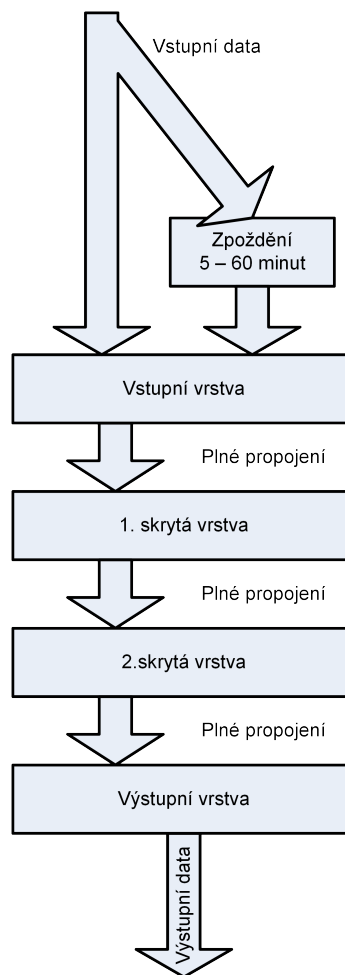 Vstupní data
Zpoždění
5 – 60 minut
Vstupní vrstva
Plné propojení
1. skrytá vrstva
Plné propojení
2.skrytá vrstva
Plné propojení
Výstupní vrstva
Výstupní data